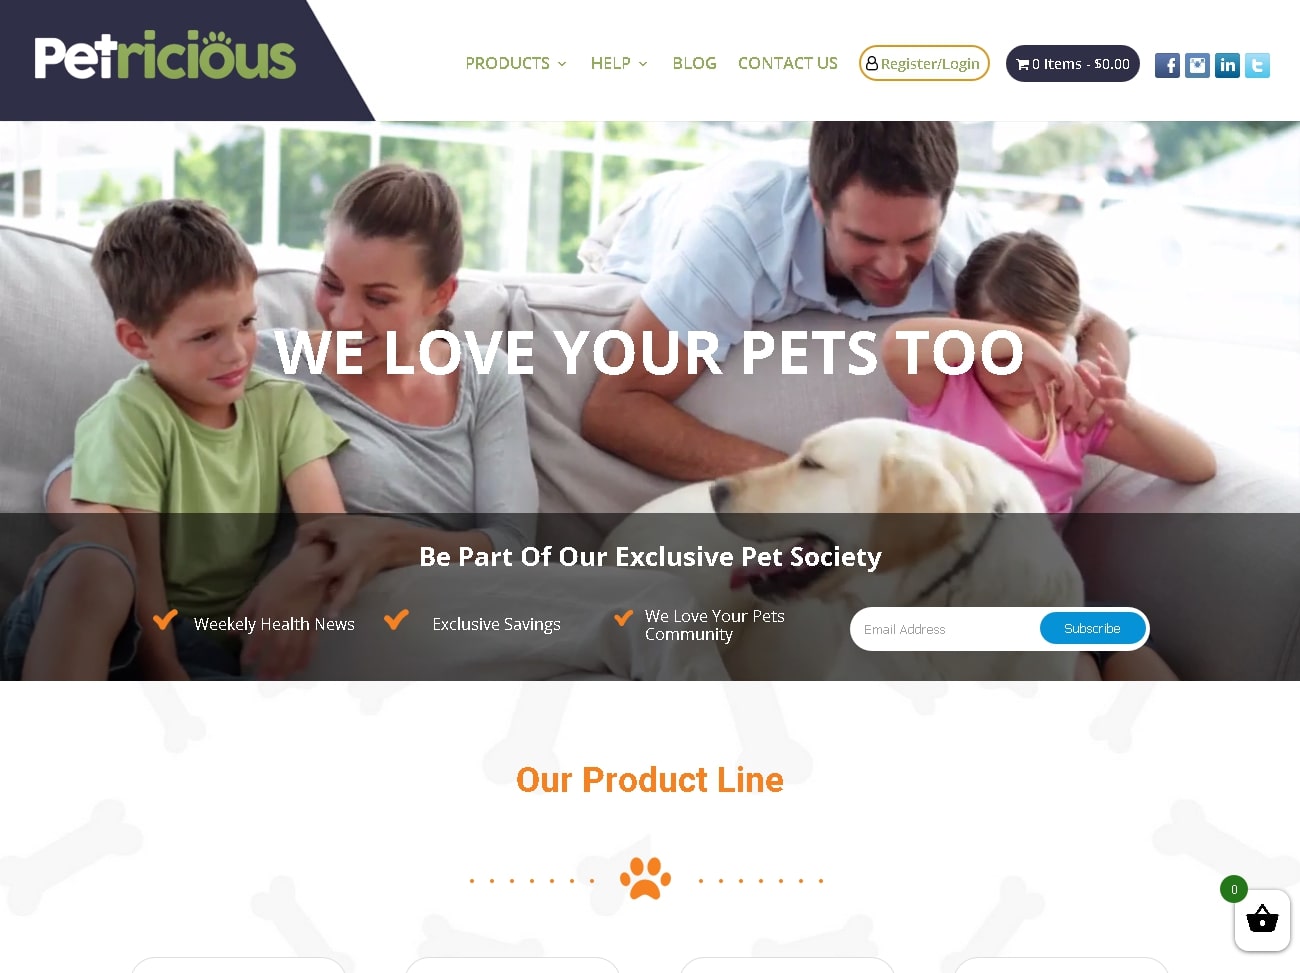 Petricious
PRODUCTS
HELP
BLOG
CONTACT US
Register/Login
0 Items - $0.00
WE LOVE YOUR PETS TOO
Be Part Of Our Exclusive Pet Society
Weekely Health News
Exclusive Savings
We Love Your Pets
Community
Email Address
Subscribe
Our Product Line
0